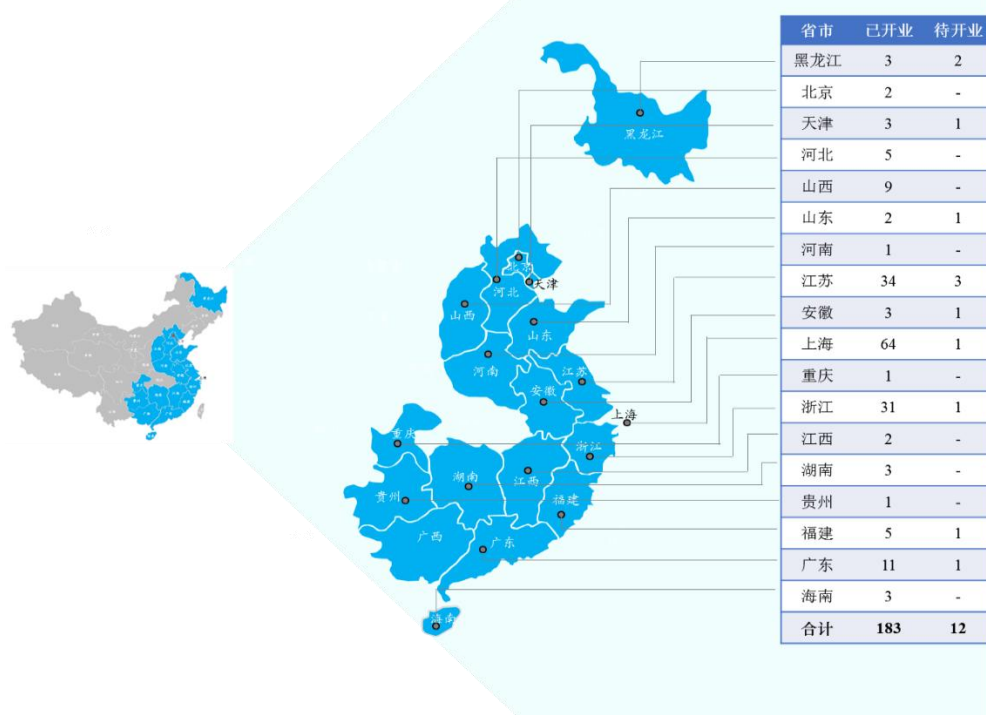 省市 已开业 待开业
黑龙江 3 2
北京 2 -
天津 3 1
河北 5 -
山西 9 -
山东 2 1
河南 1 -
江苏 34 3
安徽 3 1
上海 64 1
重庆 1 -
浙江 31 1
江西 2 -
湖南 3 -
贵州 1 -
福建 5 1
广东 11 1
海南 3 -
合计 183 12
黑龙江
北京
天津
河北
山西
山东
河南
江苏
安徽
上海
重庆
浙江
湖南
江西
贵州
福建
广西
广东
海南